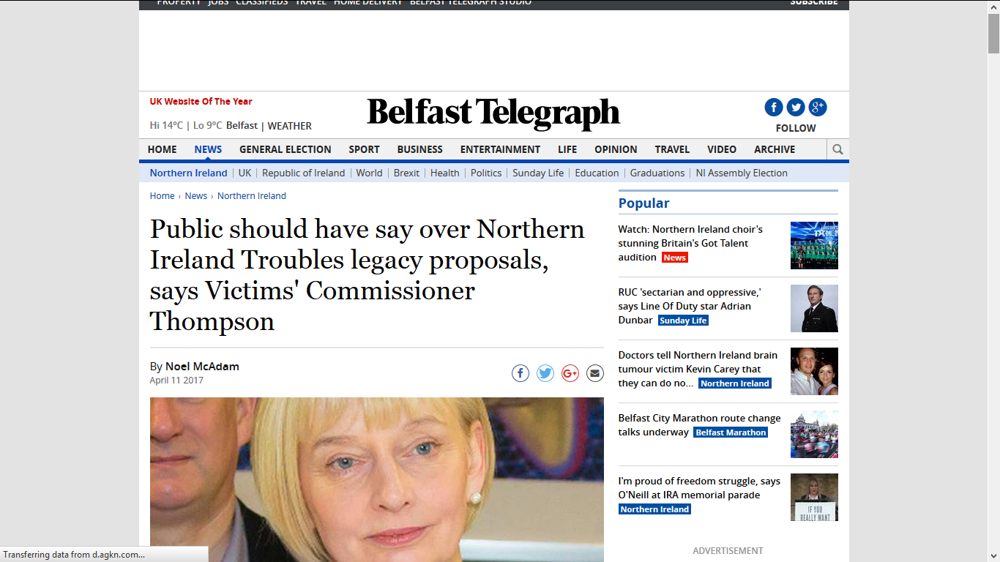 PROPERTY JOBS CLASSIFIEDS TRAVEL HOME DELIVERY BELFAST TELEGRAPH STUDIO SUBSCRIBE
UK Website Of The Year
Belfast Telegraph
Hi 14°C | Lo 9°C Belfast | WEATHER
FOLLOW
HOME NEWS GENERAL ELECTION SPORT BUSINESS ENTERTAINMENT LIFE OPINION TRAVEL VIDEO ARCHIVE
Northern Ireland | UK | Republic of Ireland | World | Brexit | Health | Politics | Sunday Life | Education | Graduations | NI Assembly Election
Home › News › Northern Ireland
Public should have say over Northern
Ireland Troubles legacy proposals,
says Victims' Commissioner
Thompson
By Noel McAdam
April 11 2017
Popular
Watch: Northern Ireland choir's
stunning Britain's Got Talent
audition News
RUC 'sectarian and oppressive,'
says Line Of Duty star Adrian
Dunbar Sunday Life
Doctors tell Northern Ireland brain
tumour victim Kevin Carey that
they can do no... Northern Ireland
Belfast City Marathon route change
talks underway Belfast Marathon
I'm proud of freedom struggle, says
O'Neill at IRA memorial parade
Northern Ireland
IF YOU
REALLY WANT
ADVERTISEMENT
Transferring data from d.agkn.com...